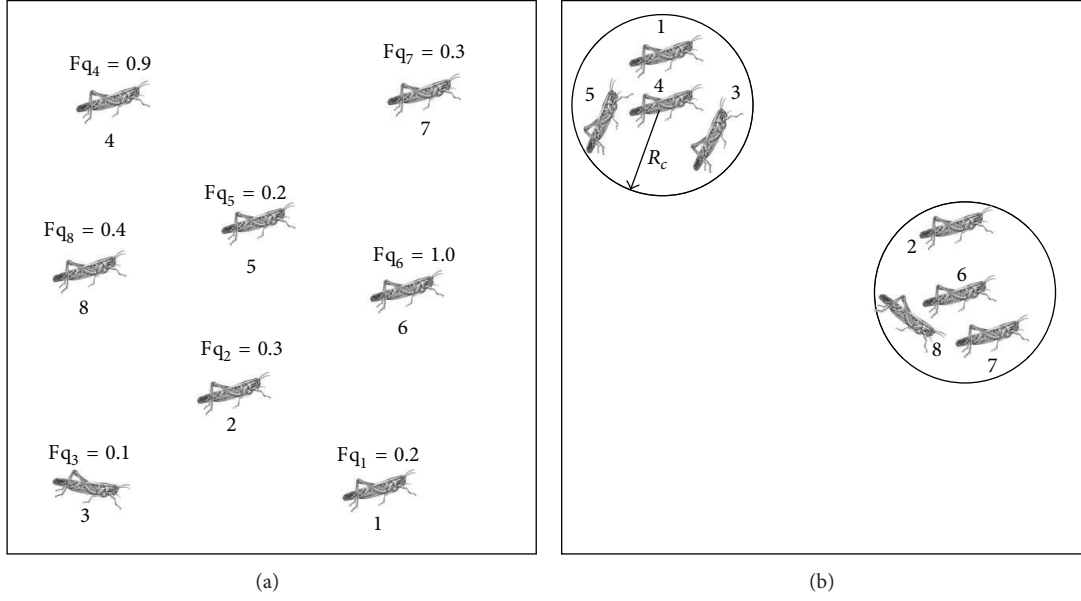 Fq₄ = 0.9
4
Fq₇ = 0.3
7
Fq₅ = 0.2
5
Fq₈ = 0.4
8
Fq₆ = 1.0
6
Fq₂ = 0.3
2
Fq₃ = 0.1
3
Fq₁ = 0.2
1
(a)
1
5
4
3
R_c
2
6
8
7
(b)